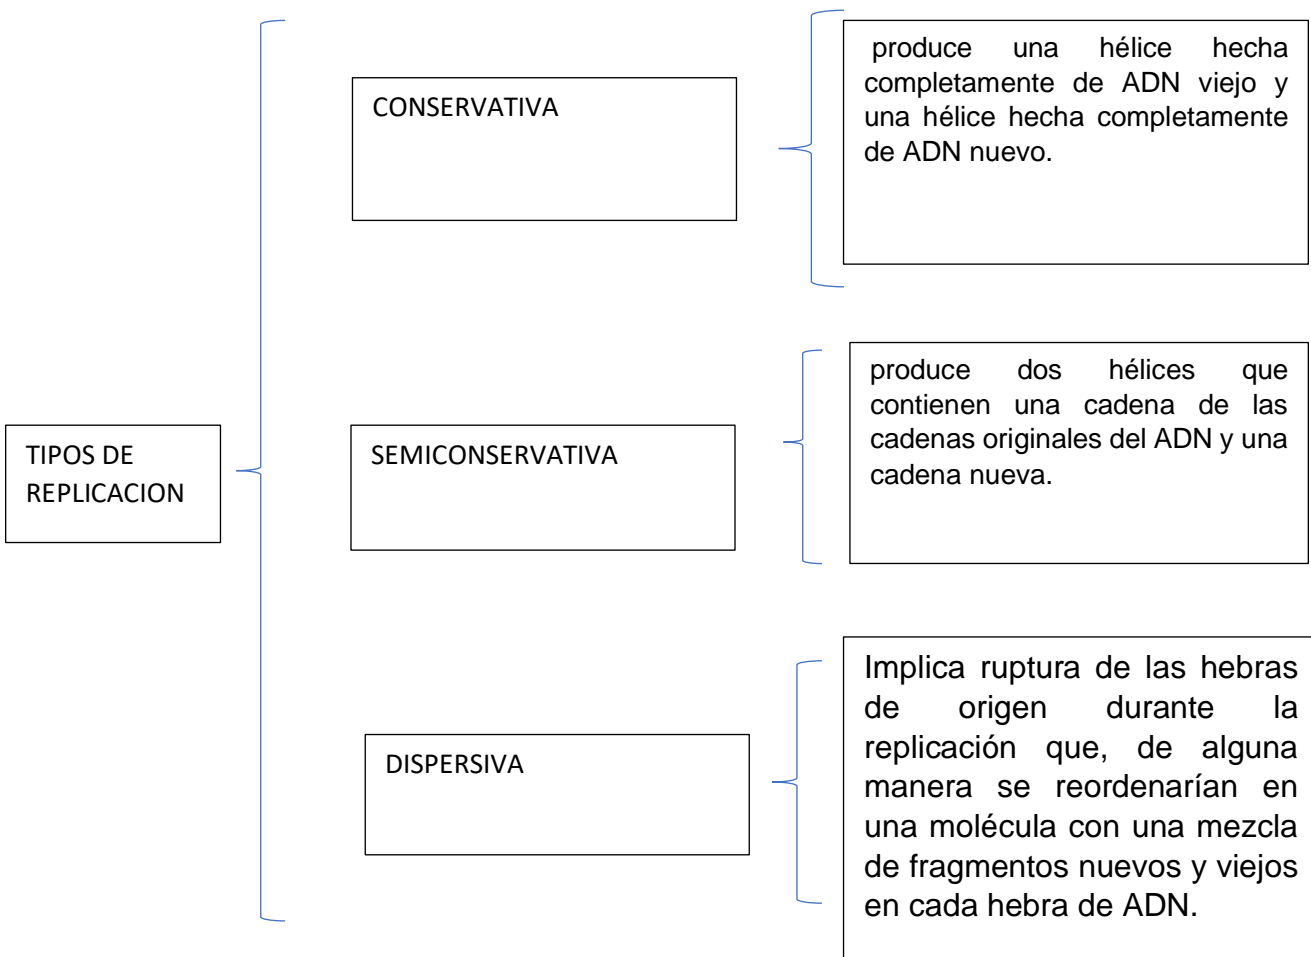 TIPOS DE
REPLICACION
CONSERVATIVA
produce una hélice hecha
completamente de ADN viejo y
una hélice hecha completamente
de ADN nuevo.
SEMICONSERVATIVA
produce dos hélices que
contienen una cadena de las
cadenas originales del ADN y una
cadena nueva.
DISPERSIVA
Implica ruptura de las hebras
de origen durante la
replicación que, de alguna
manera se reordenarían en
una molécula con una mezcla
de fragmentos nuevos y viejos
en cada hebra de ADN.